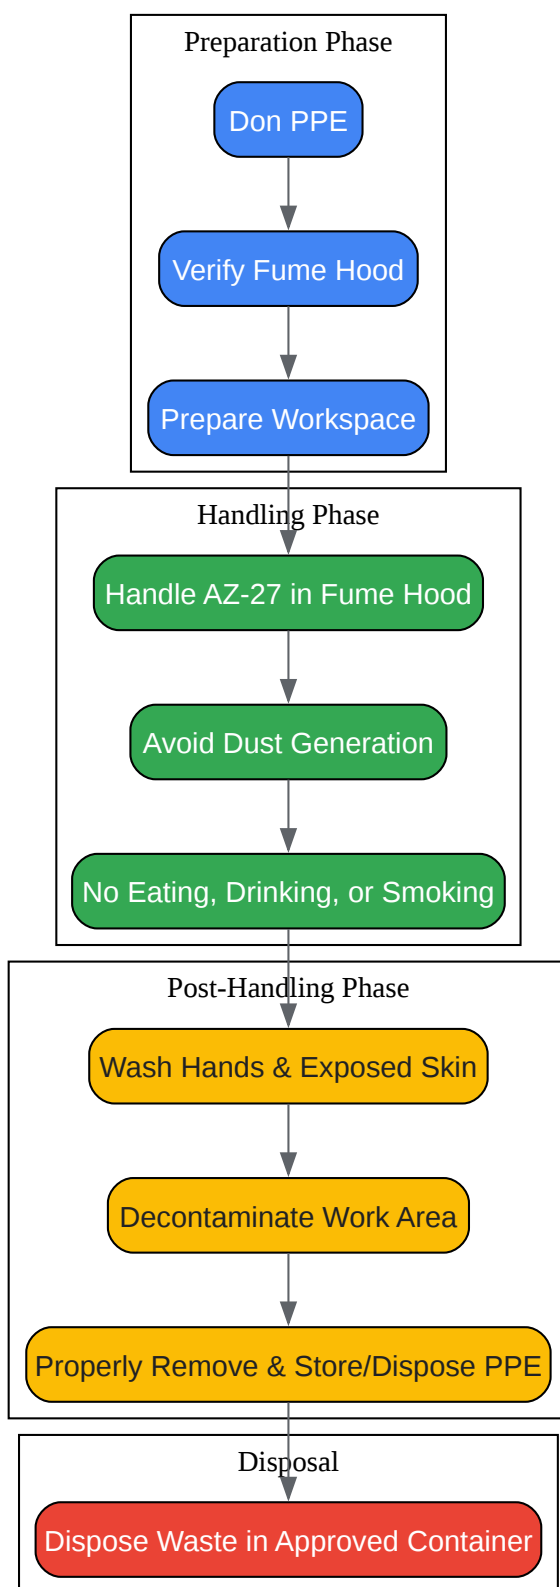 Preparation Phase
Don PPE
Verify Fume Hood
Prepare Workspace
Handling Phase
Handle AZ-27 in Fume Hood
Avoid Dust Generation
No Eating, Drinking, or Smoking
Post-Handling Phase
Wash Hands & Exposed Skin
Decontaminate Work Area
Properly Remove & Store/Dispose PPE
Disposal
Dispose Waste in Approved Container